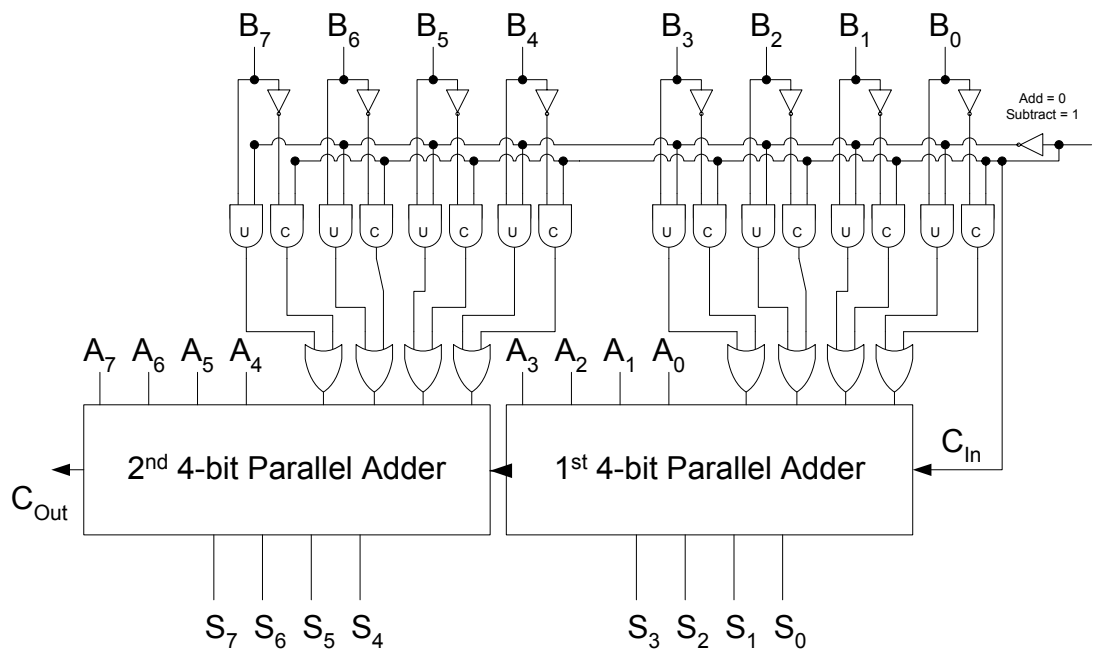 B7 B6 B5 B4 B3 B2 B1 B0
Add = 0
Subtract = 1
U C U C U C U C U C U C U C U C
A7 A6 A5 A4 A3 A2 A1 A0
2nd 4-bit Parallel Adder
1st 4-bit Parallel Adder
CIn
COut
S7 S6 S5 S4 S3 S2 S1 S0